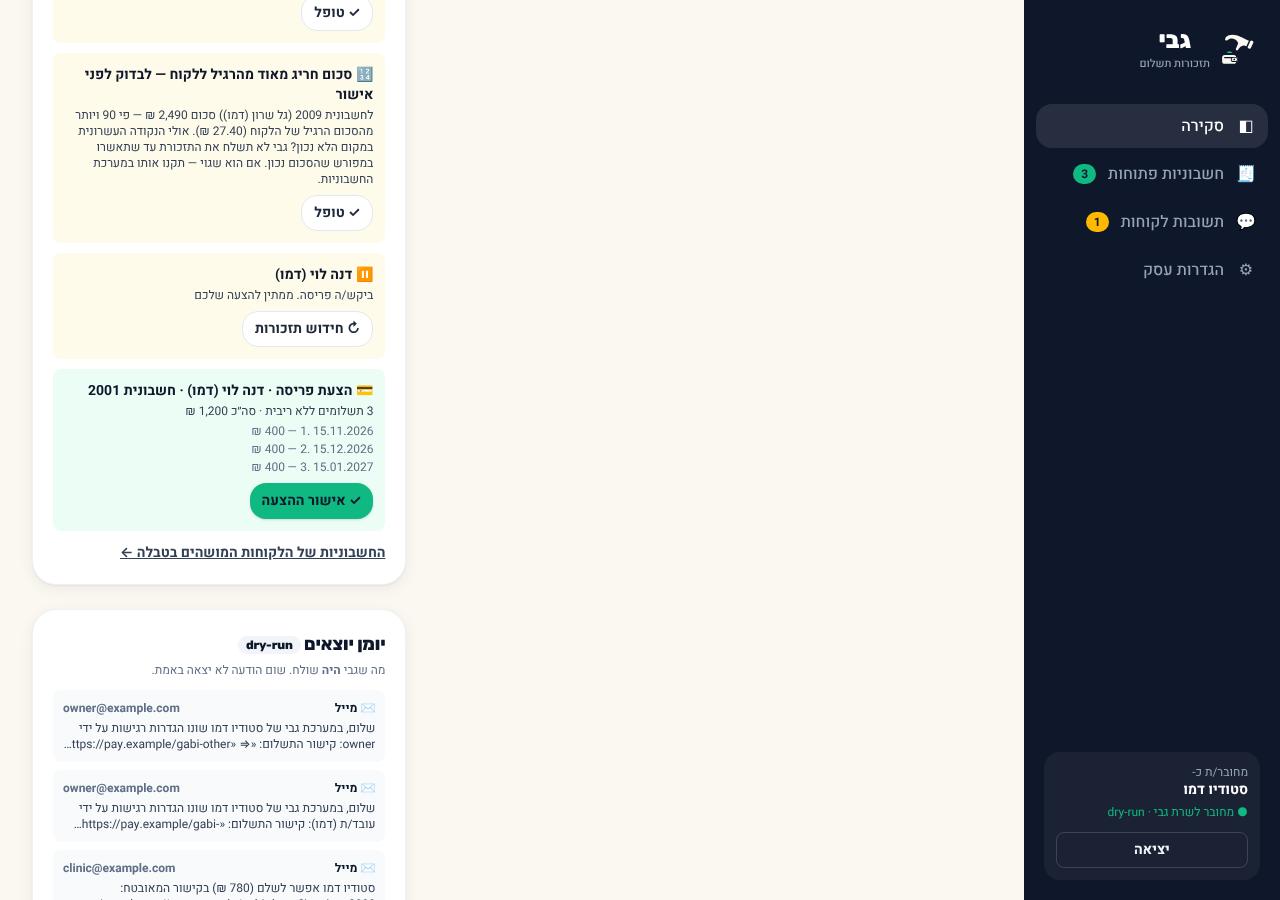 גבי
תזכורות תשלום
סקירה
חשבוניות פתוחות 3
תשובות לקוחות 1
הגדרות עסק
מחובר/ת כ-
סטודיו דמו
מחובר לשרת גבי · dry-run
יציאה
✓ טופל
🔢 סכום חריג מאוד מהרגיל ללקוח — לבדוק לפני
אישור
לחשבונית 2009 (גל שרון (דמו)) סכום 2,490 ₪ — פי 90 ויותר
מהסכום הרגיל של הלקוח (27.40 ₪). אולי הנקודה העשרונית
במקום הלא נכון? גבי לא תשלח את התזכורת עד שתאשרו
במפורש שהסכום נכון. אם הוא שגוי — תקנו אותו במערכת
החשבוניות.
✓ טופל
⏸️ דנה לוי (דמו)
ביקש/ה פריסה. ממתין להצעה שלכם
↻ חידוש תזכורות
💳 הצעת פריסה · דנה לוי (דמו) · חשבונית 2001
3 תשלומים ללא ריבית · סה״כ 1,200 ₪
1. 15.11.2026 — 400 ₪
2. 15.12.2026 — 400 ₪
3. 15.01.2027 — 400 ₪
✓ אישור ההצעה
החשבוניות של הלקוחות המושהים בטבלה ←
יומן יוצאים dry-run
מה שגבי היה שולח. שום הודעה לא יצאה באמת.
✉️ מייל owner@example.com
שלום, במערכת גבי של סטודיו דמו שונו הגדרות רגישות על ידי
owner: קישור התשלום: «⇐ «ttps://pay.example/gabi-other…
✉️ מייל owner@example.com
שלום, במערכת גבי של סטודיו דמו שונו הגדרות רגישות על ידי
עובד/ת (דמו): קישור התשלום: «https://pay.example/gabi-…
✉️ מייל clinic@example.com
סטודיו דמו אפשר לשלם (780 ₪) בקישור המאובטח: